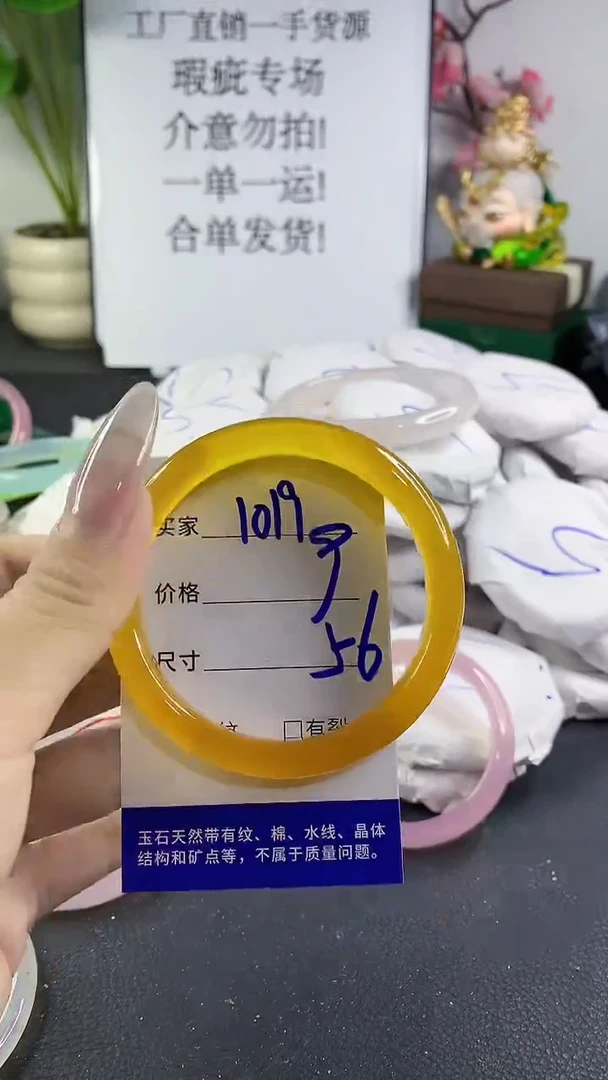 工厂直销一手货源
瑕疵专场
介意勿拍!
一单一运!
合单发货!
买家 1019
价格 9
尺寸 56
纹 □有裂
玉石天然带有纹、棉、水线、晶体
结构和矿点等，不属于质量问题。